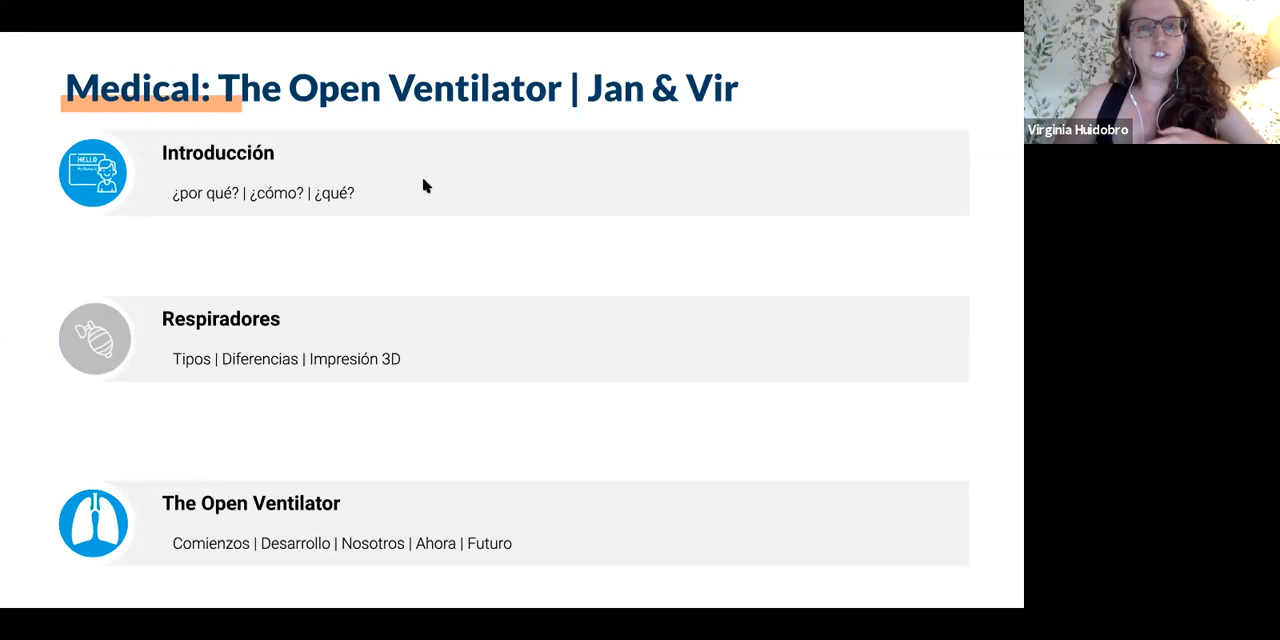 Medical: The Open Ventilator | Jan & Vir
Virginia Huidobro
HELLO
Introducción
¿por qué? | ¿cómo? | ¿qué?
Respiradores
Tipos | Diferencias | Impresión 3D
The Open Ventilator
Comienzos | Desarrollo | Nosotros | Ahora | Futuro